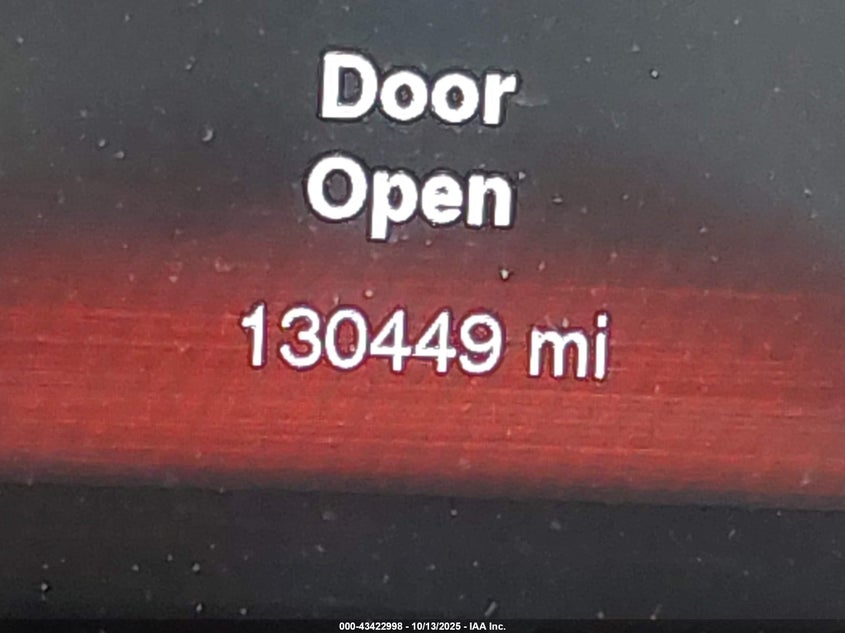 Door
Open
130449 mi
000-43422998 - 10/13/2025 - IAA Inc.